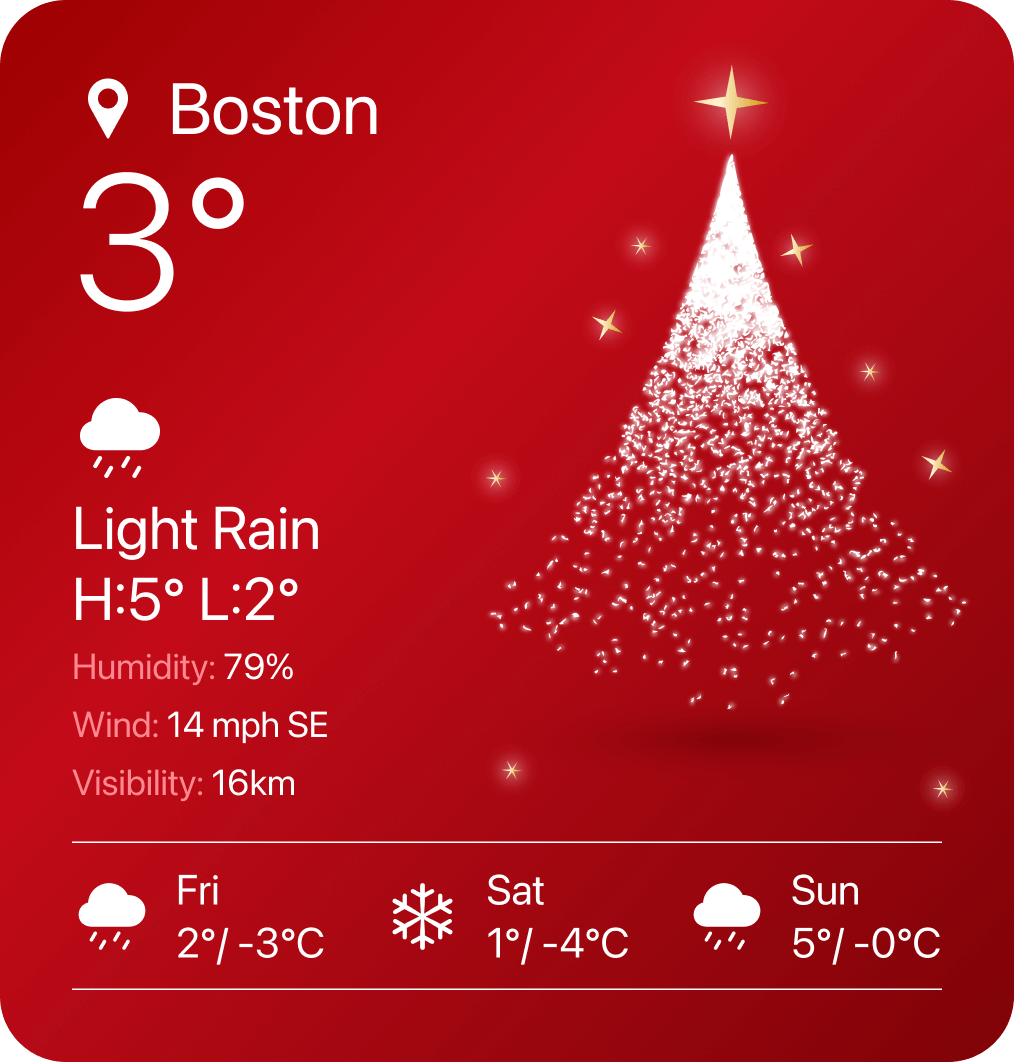 Boston
3°
Light Rain
H:5° L:2°
Humidity: 79%
Wind: 14 mph SE
Visibility: 16km
Fri
2°/ -3°C
Sat
1°/ -4°C
Sun
5°/ -0°C